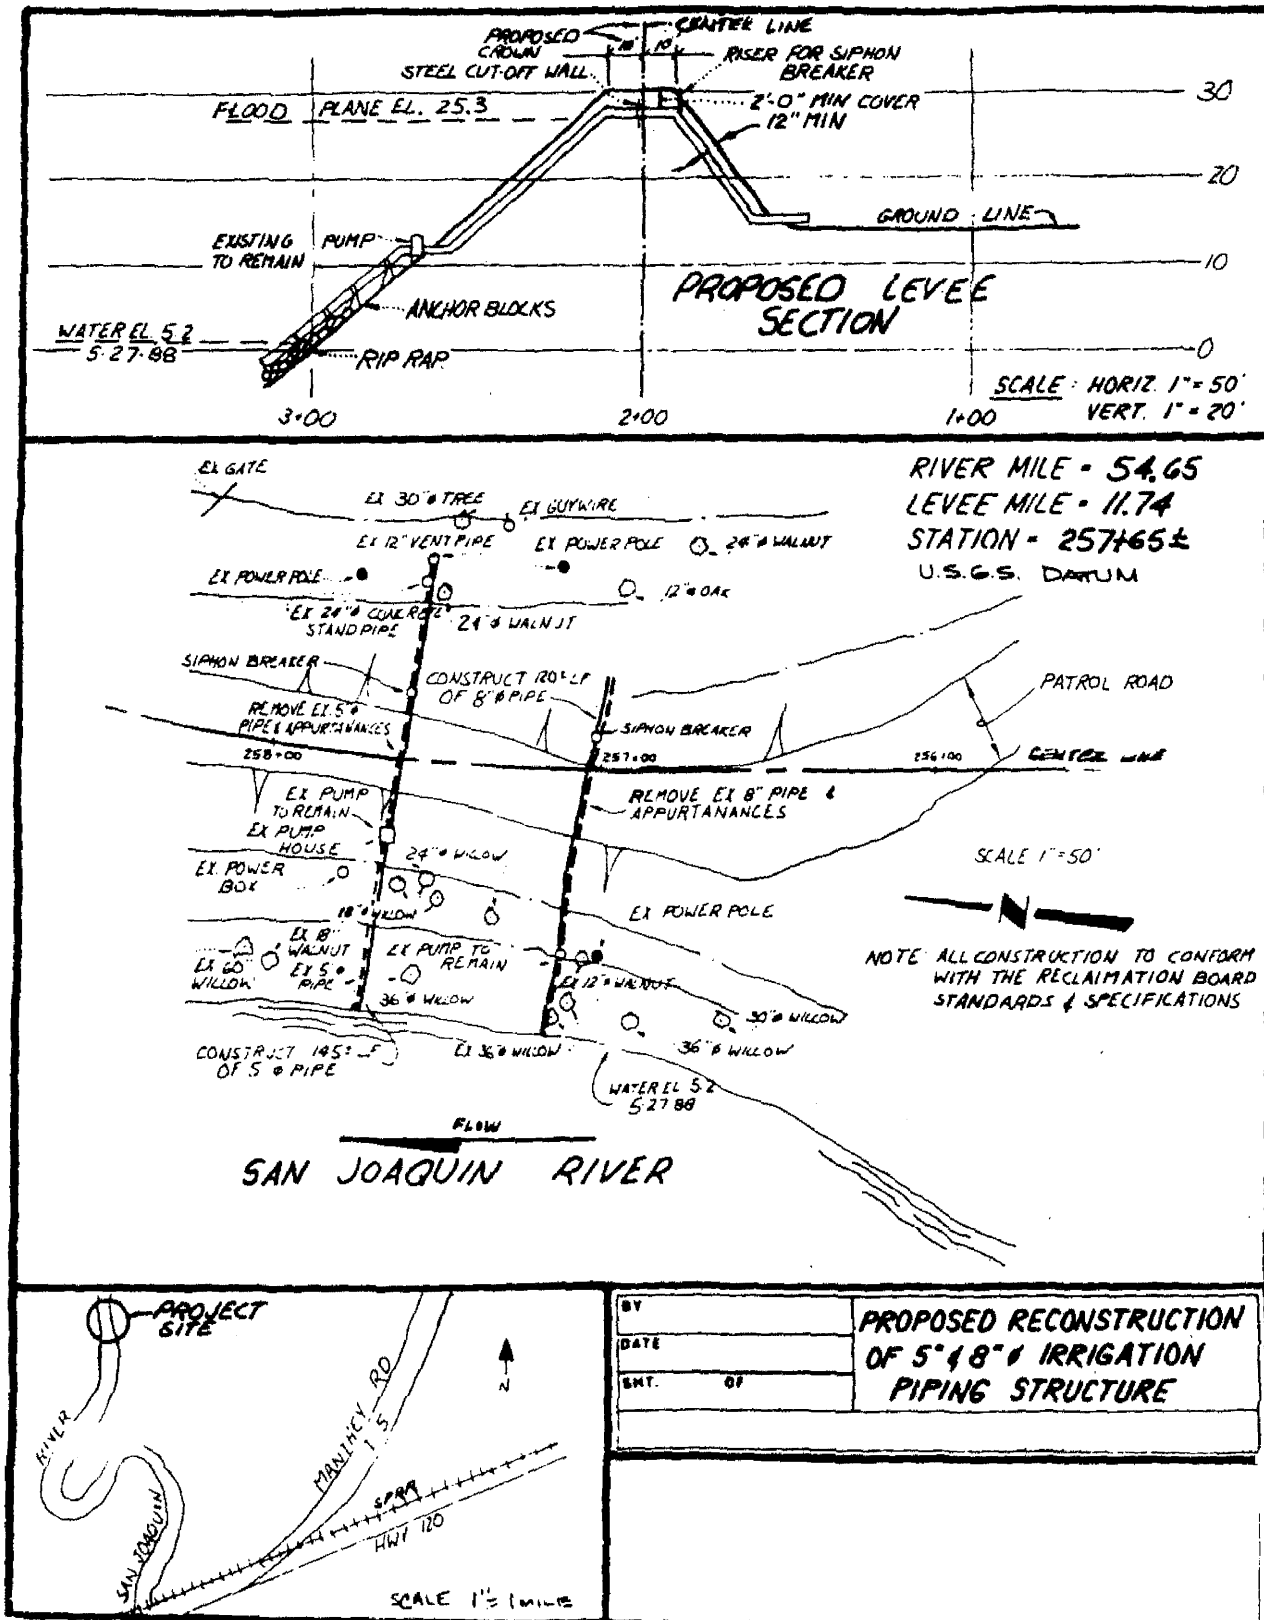 PROPOSED CROWN
CENTER LINE
10' 10'
STEEL CUT-OFF WALL
RISER FOR SIPHON
BREAKER
FLOOD PLANE EL. 25.3
2'-0" MIN COVER
12" MIN
30
20
GROUND LINE
EXISTING PUMP
TO REMAIN
10
PROPOSED LEVEE
SECTION
ANCHOR BLOCKS
WATER EL 5.2
5·27·88
RIP RAP
0
SCALE : HORIZ. 1" = 50'
VERT. 1" = 20'
3+00
2+00
1+00
EX GATE
RIVER MILE - 54.65
LEVEE MILE - 11.74
STATION - 257+65±
U.S.G.S. DATUM
EX 30"ø TREE
EX GUYWIRE
EX 12" VENT PIPE
EX POWER POLE
24"ø WALNUT
EX POWER POLE
12"ø OAK
EX 24"ø CONCRETE
STANDPIPE
24"ø WALNUT
SIPHON BREAKER
CONSTRUCT 120± LF
OF 8"ø PIPE
PATROL ROAD
REMOVE EX 5"ø
PIPE & APPURTANANCES
SIPHON BREAKER
258+00
257+00
256+00
CENTER LINE
EX PUMP
TO REMAIN
REMOVE EX 8" PIPE &
APPURTANANCES
EX PUMP
HOUSE
24"ø WILOW
SCALE 1"=50'
EX. POWER
BOX
18"ø WILLOW
EX POWER POLE
N
EX 18"
WALNUT
EX PUMP TO
REMAIN
NOTE: ALL CONSTRUCTION TO CONFORM
WITH THE RECLAIMATION BOARD
STANDARDS & SPECIFICATIONS
EX 60"
WILLOW
EX 5"ø
PIPE
EX 12"ø WALNUT
36"ø WILLOW
30"ø WILLOW
CONSTRUCT 145± LF
OF 5"ø PIPE
EX 36"ø WILLOW
36"ø WILLOW
WATER EL 5.2
5·27·88
FLOW
SAN JOAQUIN RIVER
PROJECT
SITE
N
RIVER
MANTHEY RD
I 5
SPRR
HWY 120
SAN JOAQUIN
SCALE 1"= 1 MILE
BY
DATE
SHT. OF
PROPOSED RECONSTRUCTION
OF 5" & 8"ø IRRIGATION
PIPING STRUCTURE